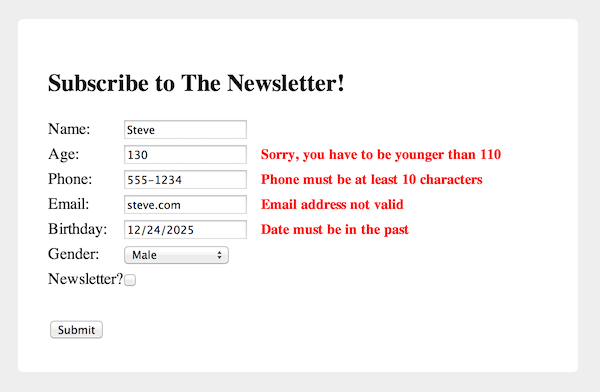 Subscribe to The Newsletter!
Name: Steve
Age: 130 Sorry, you have to be younger than 110
Phone: 555-1234 Phone must be at least 10 characters
Email: steve.com Email address not valid
Birthday: 12/24/2025 Date must be in the past
Gender: Male
Newsletter?
Submit